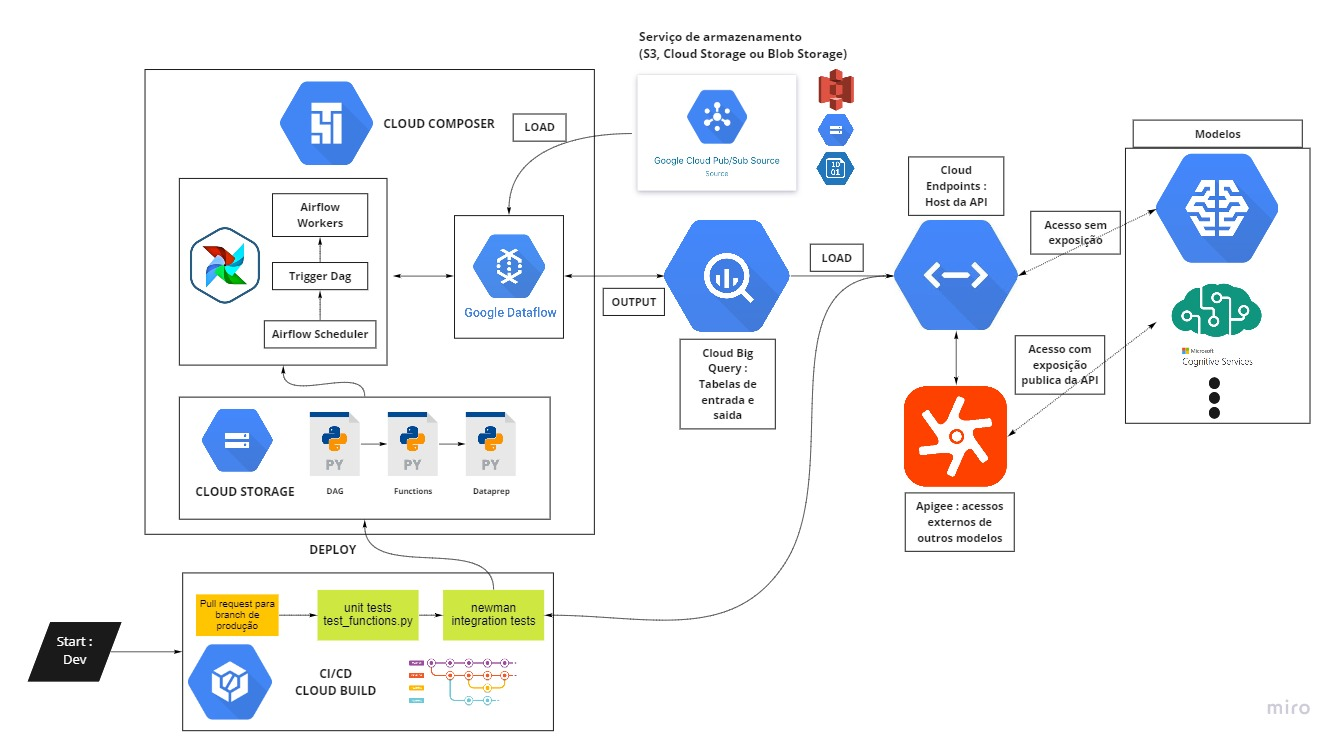 Serviço de armazenamento
(S3, Cloud Storage ou Blob Storage)
CLOUD COMPOSER
LOAD
Google Cloud Pub/Sub Source
Source
10
01
Modelos
Airflow
Workers
Trigger Dag
Airflow Scheduler
Google Dataflow
OUTPUT
Cloud Big
Query :
Tabelas de
entrada e
saida
LOAD
Cloud
Endpoints :
Host da API
Acesso sem
exposição
Acesso com
exposição
publica da API
Microsoft
Cognitive Services
Apigee : acessos
externos de
outros modelos
CLOUD STORAGE
PY
DAG
PY
Functions
PY
Dataprep
DEPLOY
Start :
Dev
Pull request para
branch de
produção
unit tests
test_functions.py
newman
integration tests
CI/CD
CLOUD BUILD
miro